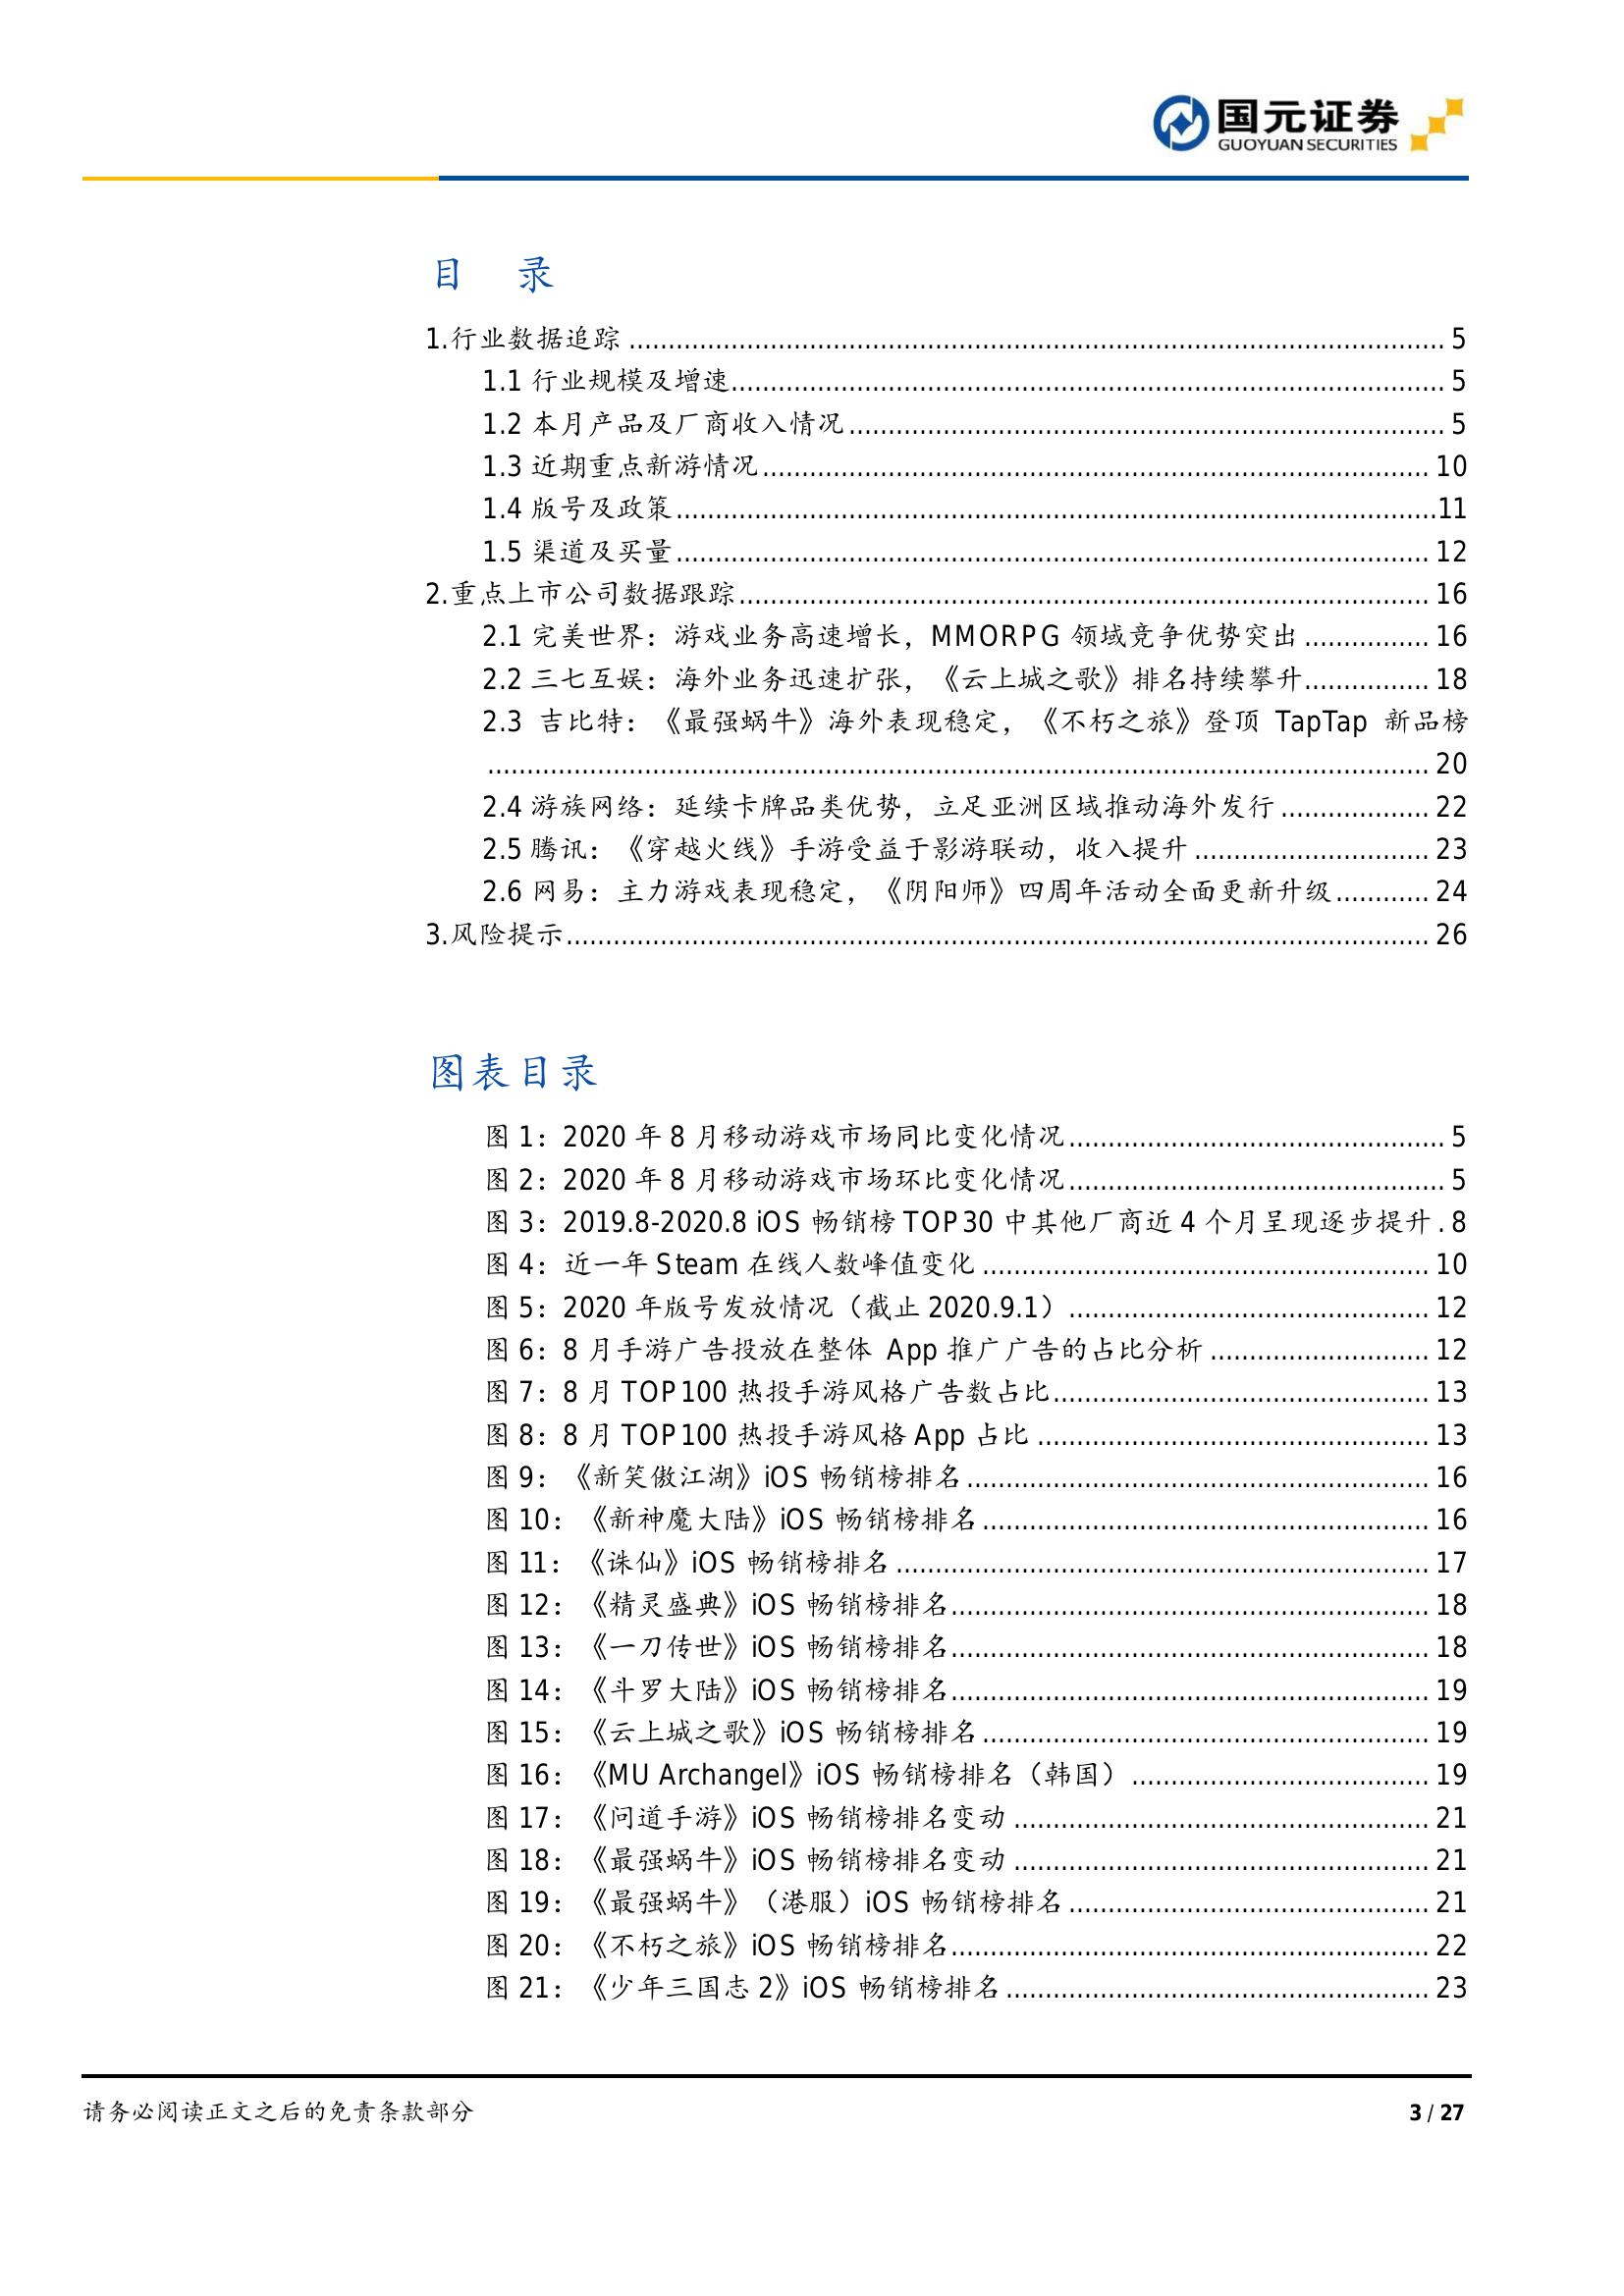 国元证券
GUOYUAN SECURITIES
目 录
1.行业数据追踪 ........ 5
1.1 行业规模及增速 ........ 5
1.2 本月产品及厂商收入情况 ........ 5
1.3 近期重点新游情况 ........ 10
1.4 版号及政策 ........ 11
1.5 渠道及买量 ........ 12
2.重点上市公司数据跟踪 ........ 16
2.1 完美世界：游戏业务高速增长，MMORPG 领域竞争优势突出 ........ 16
2.2 三七互娱：海外业务迅速扩张，《云上城之歌》排名持续攀升 ........ 18
2.3 吉比特：《最强蜗牛》海外表现稳定，《不朽之旅》登顶 TapTap 新品榜
........ 20
2.4 游族网络：延续卡牌品类优势，立足亚洲区域推动海外发行 ........ 22
2.5 腾讯：《穿越火线》手游受益于影游联动，收入提升 ........ 23
2.6 网易：主力游戏表现稳定，《阴阳师》四周年活动全面更新升级 ........ 24
3.风险提示 ........ 26
图表目录
图 1：2020 年 8 月移动游戏市场同比变化情况 ........ 5
图 2：2020 年 8 月移动游戏市场环比变化情况 ........ 5
图 3：2019.8-2020.8 iOS 畅销榜 TOP30 中其他厂商近 4 个月呈现逐步提升 . 8
图 4：近一年 Steam 在线人数峰值变化 ........ 10
图 5：2020 年版号发放情况（截止 2020.9.1） ........ 12
图 6：8 月手游广告投放在整体 App 推广广告的占比分析 ........ 12
图 7：8 月 TOP100 热投手游风格广告数占比 ........ 13
图 8：8 月 TOP100 热投手游风格 App 占比 ........ 13
图 9：《新笑傲江湖》iOS 畅销榜排名 ........ 16
图 10：《新神魔大陆》iOS 畅销榜排名 ........ 16
图 11：《诛仙》iOS 畅销榜排名 ........ 17
图 12：《精灵盛典》iOS 畅销榜排名 ........ 18
图 13：《一刀传世》iOS 畅销榜排名 ........ 18
图 14：《斗罗大陆》iOS 畅销榜排名 ........ 19
图 15：《云上城之歌》iOS 畅销榜排名 ........ 19
图 16：《MU Archangel》iOS 畅销榜排名（韩国） ........ 19
图 17：《问道手游》iOS 畅销榜排名变动 ........ 21
图 18：《最强蜗牛》iOS 畅销榜排名变动 ........ 21
图 19：《最强蜗牛》（港服）iOS 畅销榜排名 ........ 21
图 20：《不朽之旅》iOS 畅销榜排名 ........ 22
图 21：《少年三国志 2》iOS 畅销榜排名 ........ 23
请务必阅读正文之后的免责条款部分
3 / 27